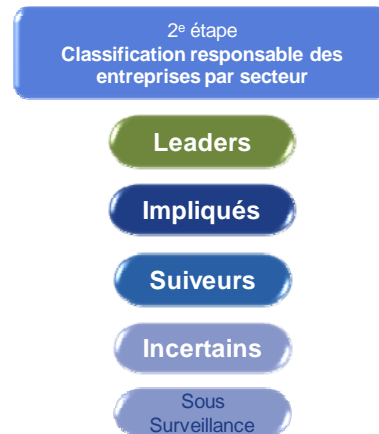 2e étape
Classification responsable des
entreprises par secteur
Leaders
Impliqués
Suiveurs
Incertains
Sous
Surveillance